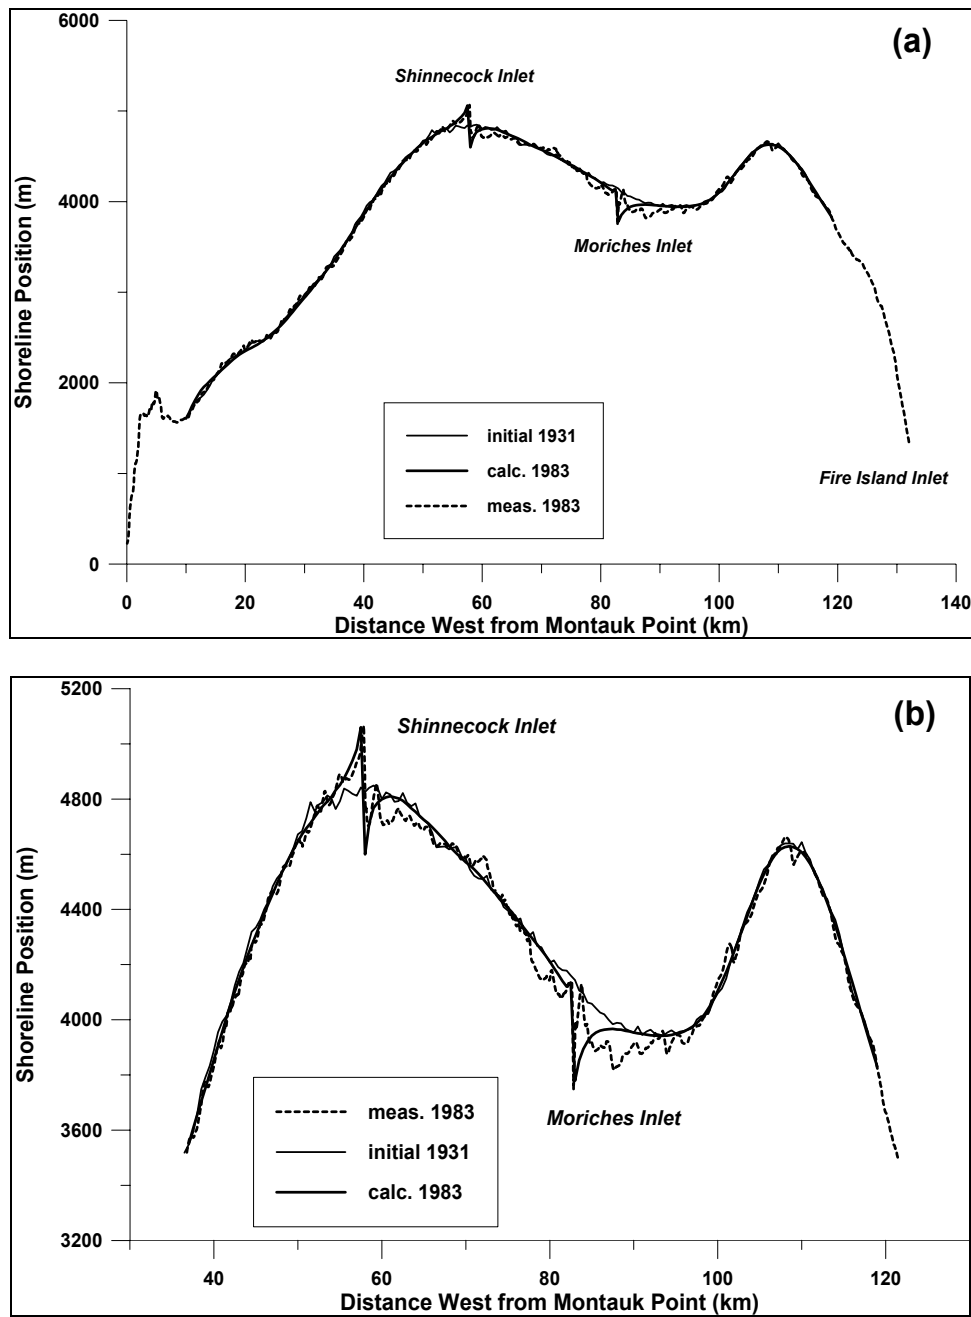 6000
(a)
Shinnecock Inlet
4000
Moriches Inlet
Shoreline Position (m)
2000
initial 1931
calc. 1983
meas. 1983
Fire Island Inlet
0
0 20 40 60 80 100 120 140
Distance West from Montauk Point (km)
5200
(b)
Shinnecock Inlet
4800
4400
Shoreline Position (m)
4000
Moriches Inlet
3600
meas. 1983
initial 1931
calc. 1983
3200
40 60 80 100 120
Distance West from Montauk Point (km)